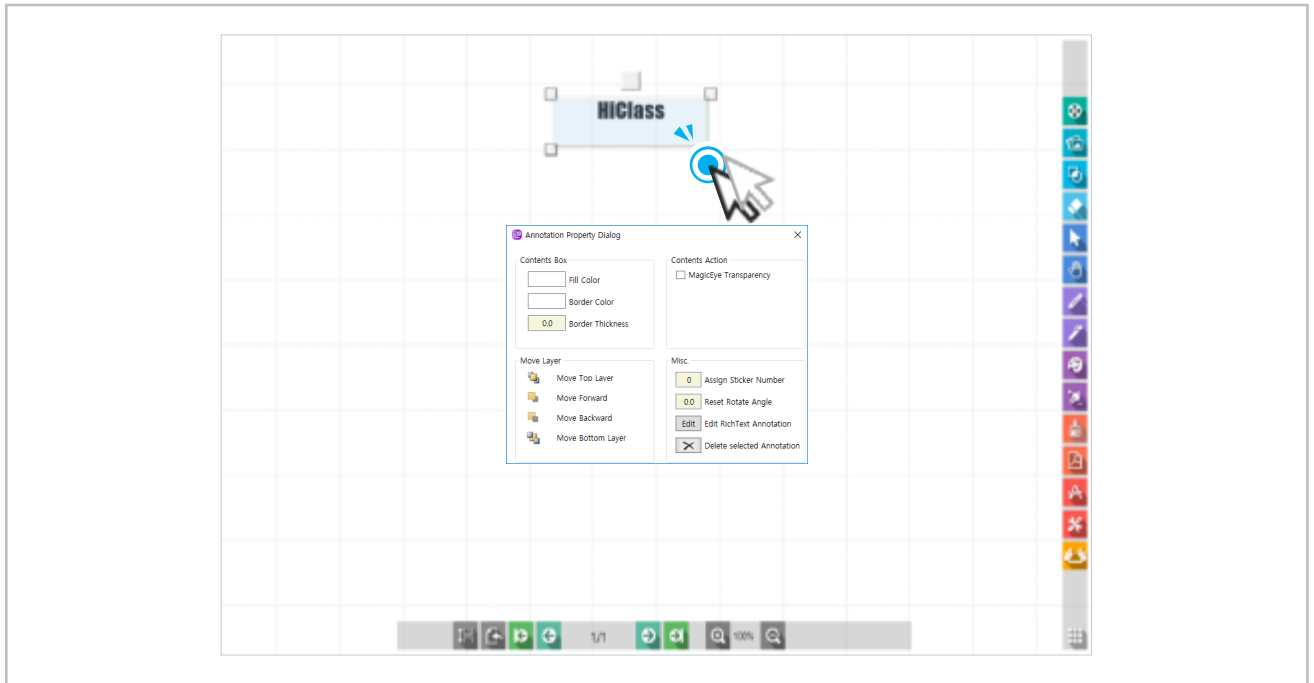 HiClass
Annotation Property Dialog
Contents Box
Fill Color
Border Color
0.0 Border Thickness
Contents Action
MagicEye Transparency
Move Layer
Move Top Layer
Move Forward
Move Backward
Move Bottom Layer
Misc.
0 Assign Sticker Number
0.0 Reset Rotate Angle
Edit Edit RichText Annotation
Delete selected Annotation
1/1
100%